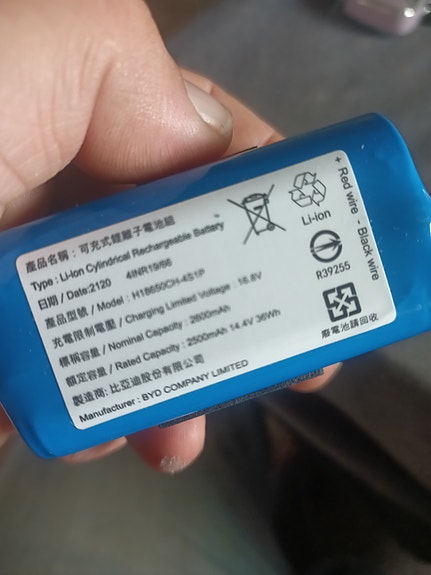 產品名稱：可充式鋰離子電池組
Type : Li-ion Cylindrical Rechargeable Battery
日期 / Date:2120 4INR19/66
產品型號 / Model : H18650CH-4S1P
充電限制電壓 / Charging Limited Voltage : 16.8V
標稱容量 / Nominal Capacity : 2600mAh
額定容量 / Rated Capacity : 2500mAh 14.4V 36Wh
製造商: 比亞迪股份有限公司
Manufacturer : BYD COMPANY LIMITED
Li-ion
R39255
廢電池請回收
+ Red wire - Black wire